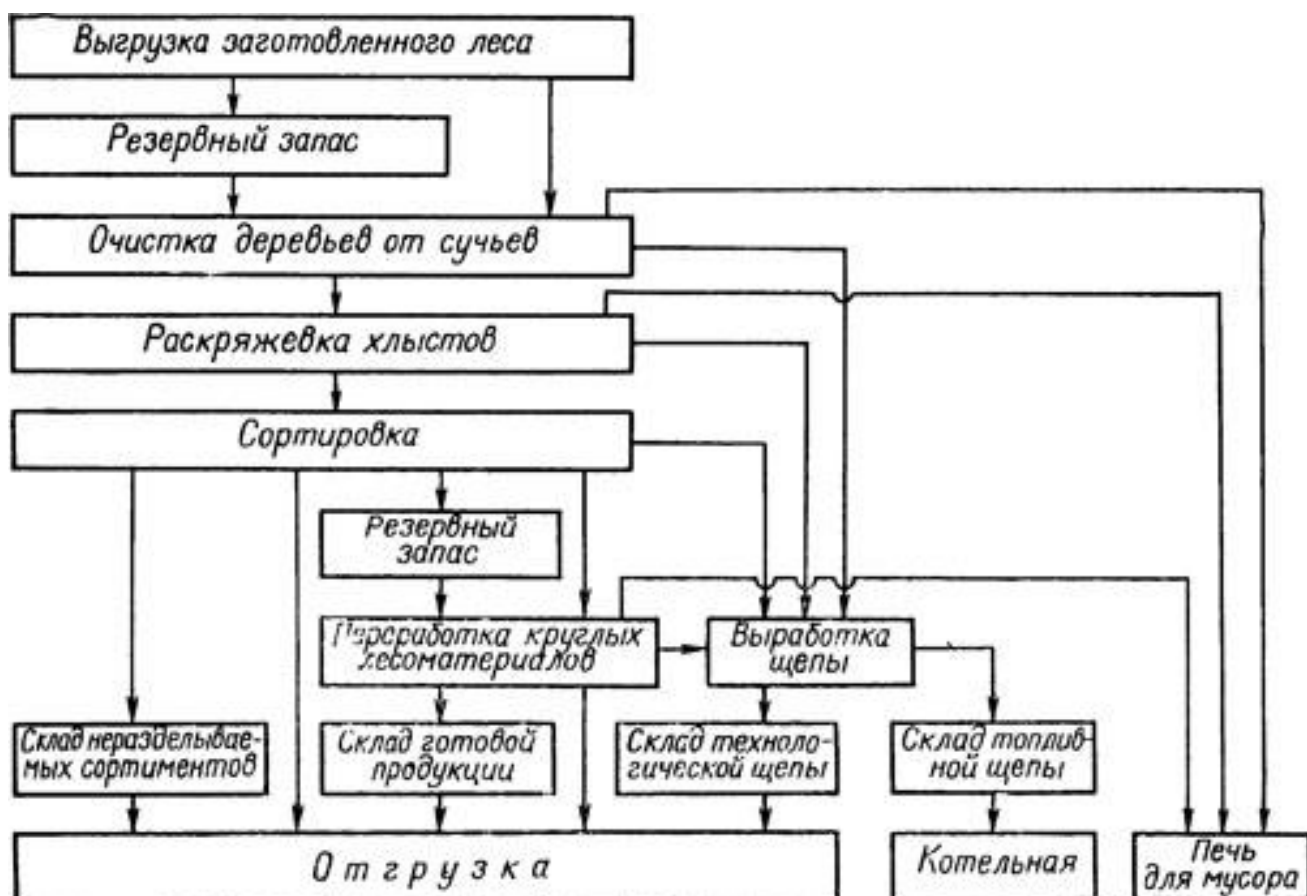 Выгрузка заготовленного леса
Резервный запас
Очистка деревьев от сучьев
Раскряжевка хлыстов
Сортировка
Резервный
запас
Переработка круглых
лесоматериалов
Выработка
щепы
Склад неразделывае-
мых сортиментов
Склад готовой
продукции
Склад техноло-
гической щепы
Склад топлив-
ной щепы
Отгрузка
Котельная
Печь
для мусора